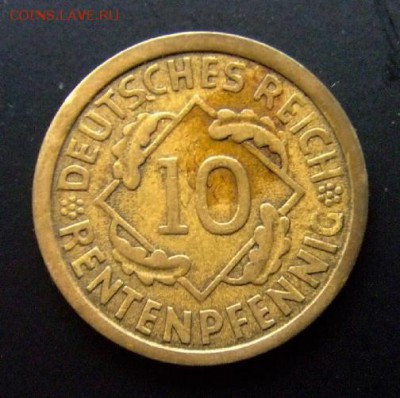 COINS.LAVE.RU
DEUTSCHES REICH
10
RENTENPFENNIG